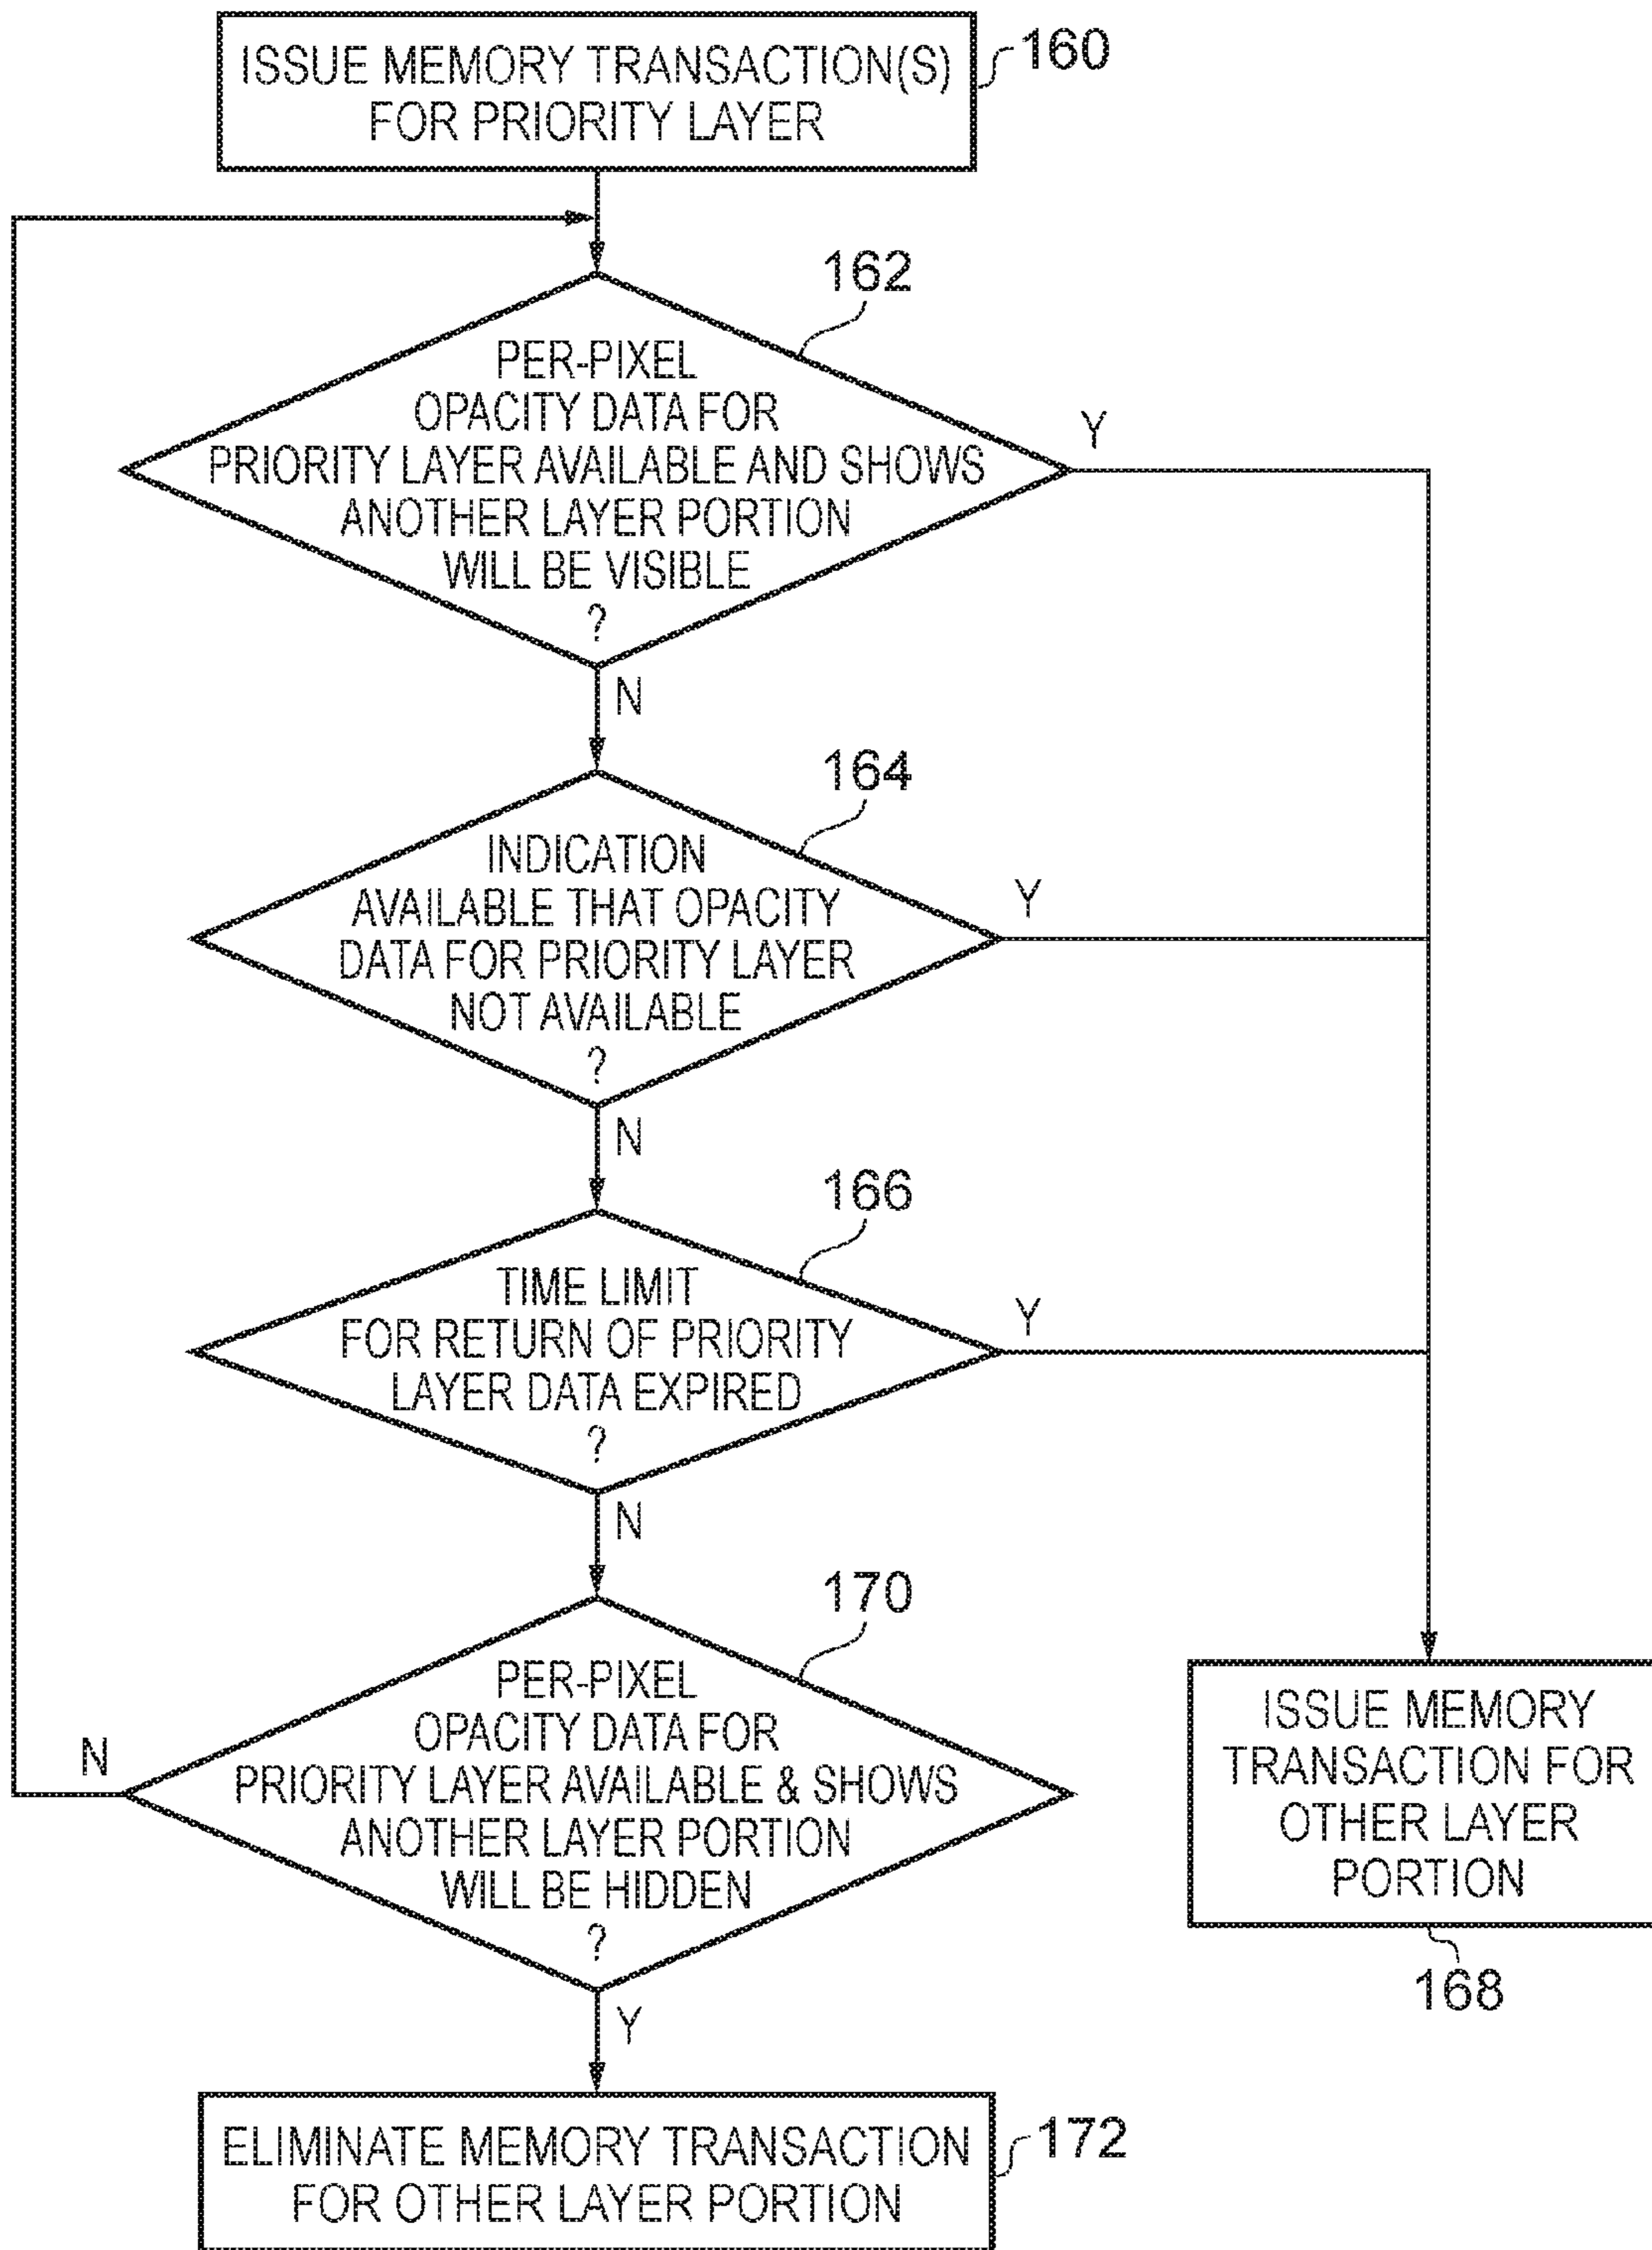 ISSUE MEMORY TRANSACTION(S)
FOR PRIORITY LAYER
160
162
PER-PIXEL
OPACITY DATA FOR
PRIORITY LAYER AVAILABLE AND SHOWS
ANOTHER LAYER PORTION
WILL BE VISIBLE
?
Y
N
164
INDICATION
AVAILABLE THAT OPACITY
DATA FOR PRIORITY LAYER
NOT AVAILABLE
?
Y
N
166
TIME LIMIT
FOR RETURN OF PRIORITY
LAYER DATA EXPIRED
?
Y
N
170
PER-PIXEL
OPACITY DATA FOR
PRIORITY LAYER AVAILABLE & SHOWS
ANOTHER LAYER PORTION
WILL BE HIDDEN
?
N
Y
ISSUE MEMORY
TRANSACTION FOR
OTHER LAYER
PORTION
168
ELIMINATE MEMORY TRANSACTION
FOR OTHER LAYER PORTION
172